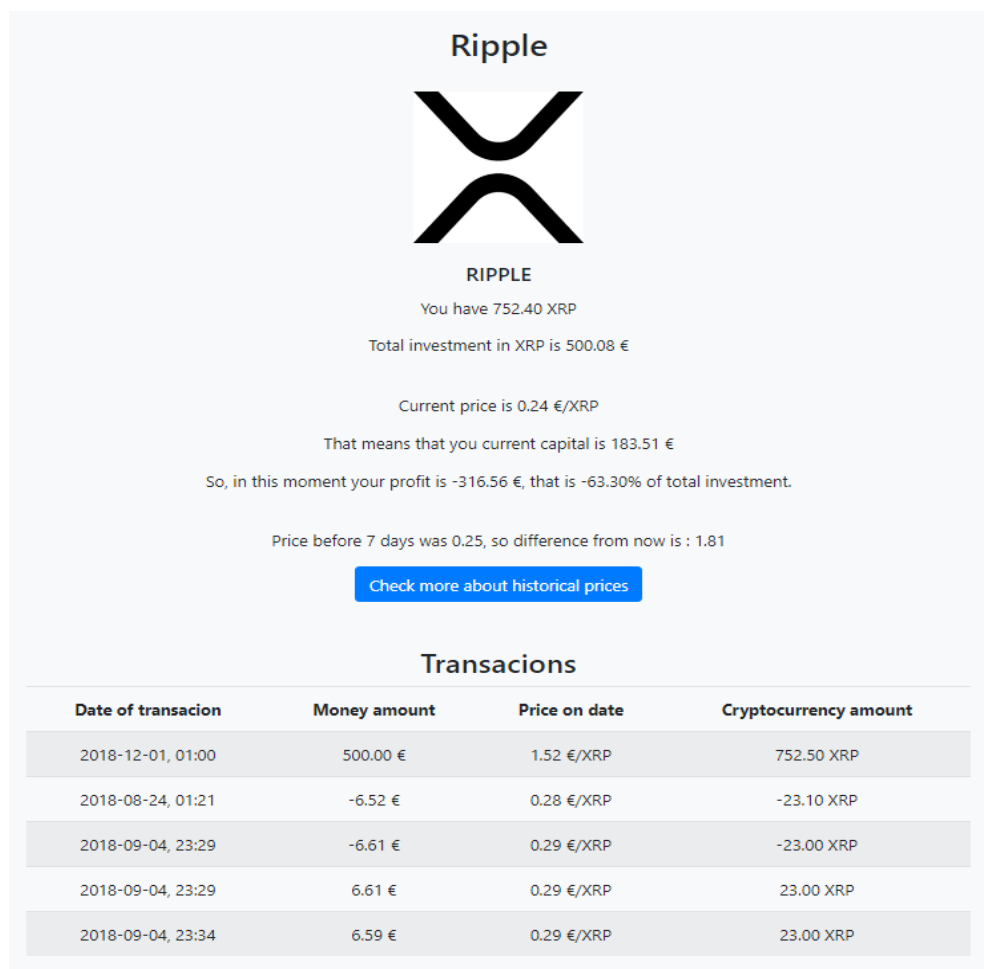 Ripple
RIPPLE
You have 752.40 XRP
Total investment in XRP is 500.08 €
Current price is 0.24 €/XRP
That means that you current capital is 183.51 €
So, in this moment your profit is -316.56 €, that is -63.30% of total investment.
Price before 7 days was 0.25, so difference from now is : 1.81
Check more about historical prices
Transacions
Date of transacion Money amount Price on date Cryptocurrency amount
2018-12-01, 01:00 500.00 € 1.52 €/XRP 752.50 XRP
2018-08-24, 01:21 -6.52 € 0.28 €/XRP -23.10 XRP
2018-09-04, 23:29 -6.61 € 0.29 €/XRP -23.00 XRP
2018-09-04, 23:29 6.61 € 0.29 €/XRP 23.00 XRP
2018-09-04, 23:34 6.59 € 0.29 €/XRP 23.00 XRP